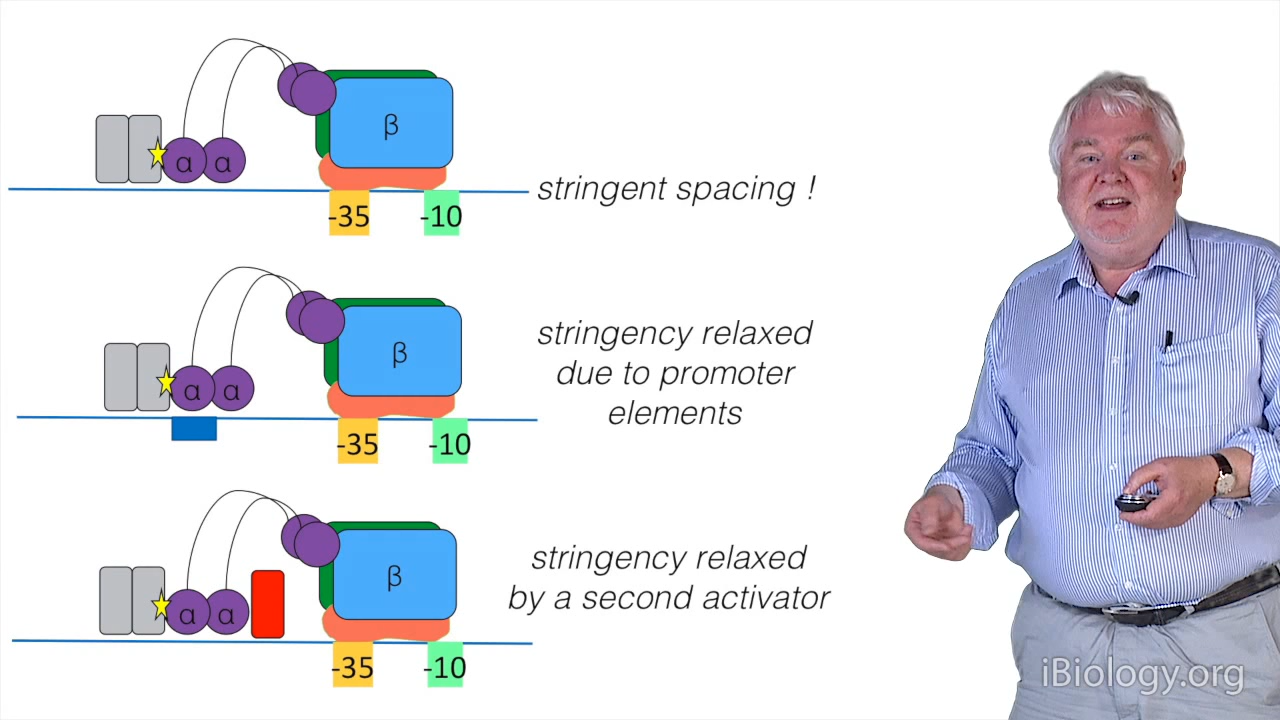 β
α α
stringent spacing !
-35 -10
β
stringency relaxed
due to promoter
elements
α α
-35 -10
β
stringency relaxed
by a second activator
α α
-35 -10
iBiology.org